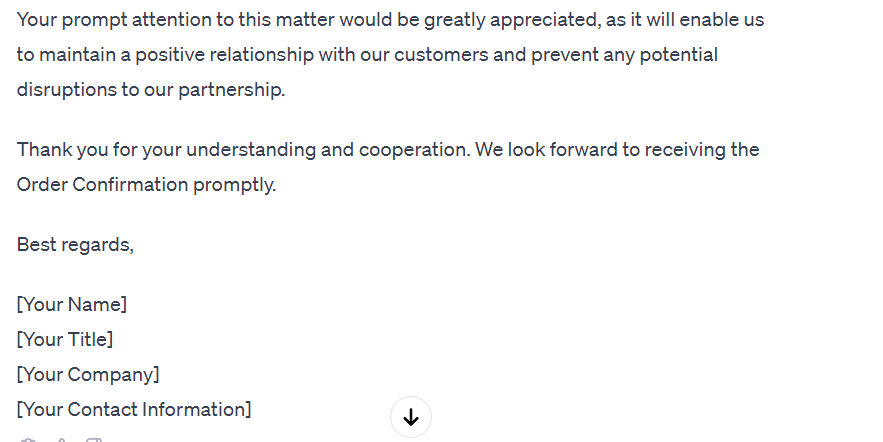 Your prompt attention to this matter would be greatly appreciated, as it will enable us
to maintain a positive relationship with our customers and prevent any potential
disruptions to our partnership.
Thank you for your understanding and cooperation. We look forward to receiving the
Order Confirmation promptly.
Best regards,
[Your Name]
[Your Title]
[Your Company]
[Your Contact Information]